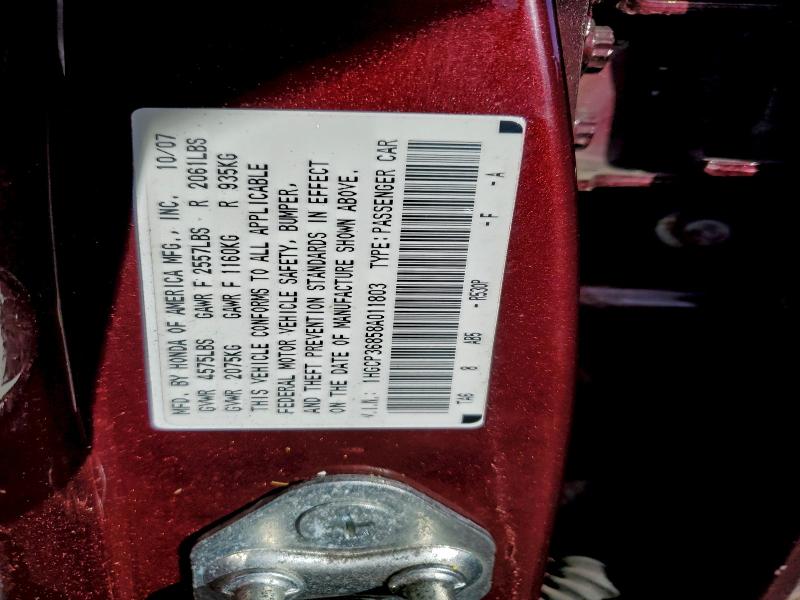 MFD. BY HONDA OF AMERICA MFG., INC. 10/07
GVWR 4575LBS GAWR F 2557LBS R 2061LBS
GVWR 2075KG GAWR F 1160KG R 935KG
THIS VEHICLE CONFORMS TO ALL APPLICABLE
FEDERAL MOTOR VEHICLE SAFETY, BUMPER,
AND THEFT PREVENTION STANDARDS IN EFFECT
ON THE DATE OF MANUFACTURE SHOWN ABOVE.
V.I.N.: 1HGCP36858A011803 TYPE:PASSENGER CAR
TA6 8 AB5 -R530P -F -A